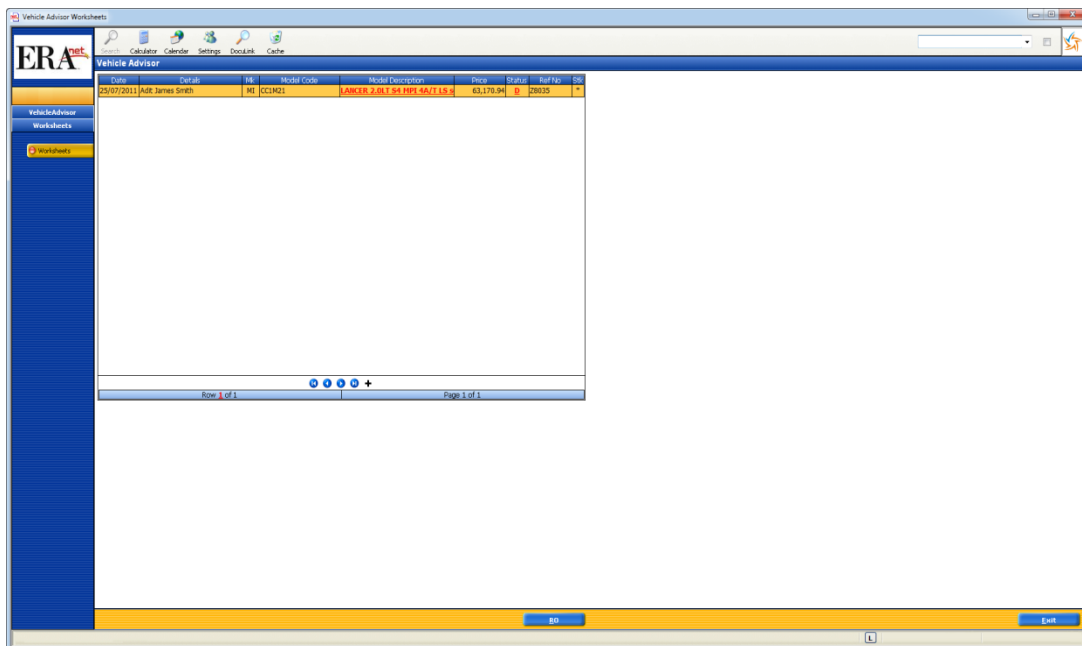 Vehicle Advisor Worksheets
ERAnet
Search Calculator Calendar Settings DocuLink Cache
Vehicle Advisor
Date Details Mk Model Code Model Description Price Status Ref No Stk
25/07/2011 Adit James Smith MI CC1M21 LANCER 2.0LT S4 MPI 4A/T LS s 63,170.94 D Z8035 *
VehicleAdvisor
Worksheets
Worksheets
Row 1 of 1 Page 1 of 1
RO Exit
L